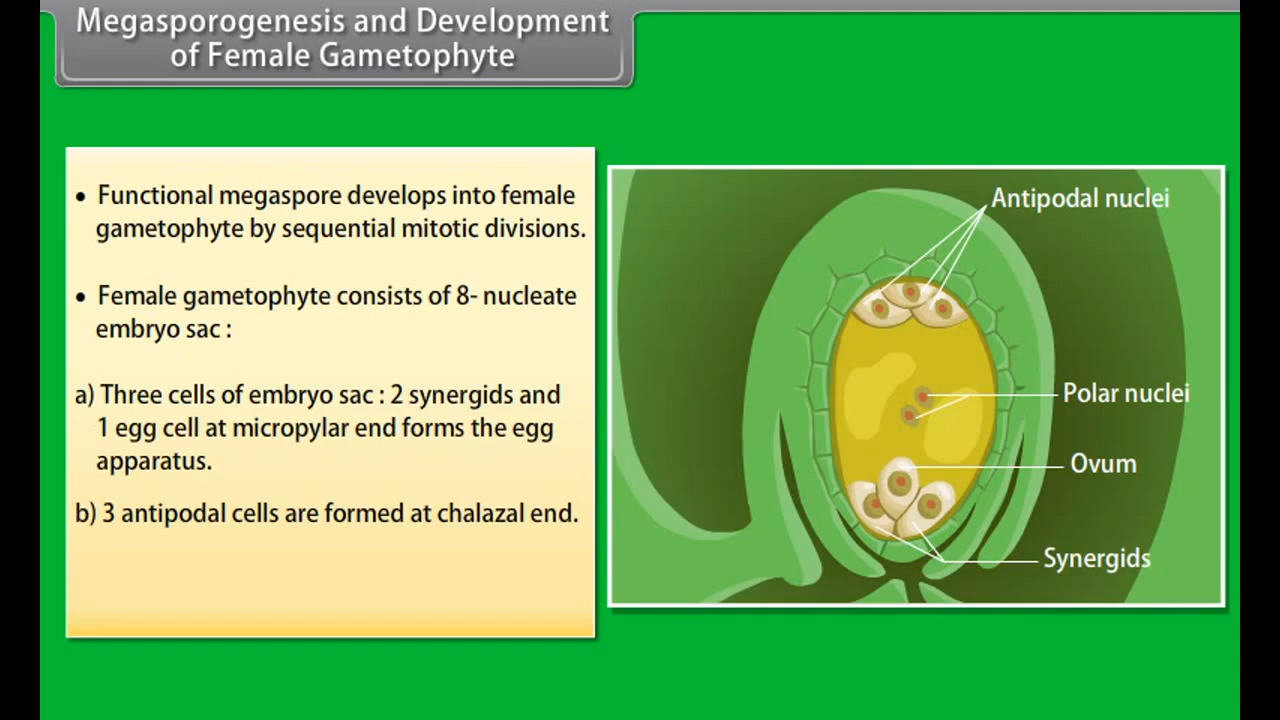 Megasporogenesis and Development
of Female Gametophyte
• Functional megaspore develops into female
gametophyte by sequential mitotic divisions.
• Female gametophyte consists of 8- nucleate
embryo sac :
a) Three cells of embryo sac : 2 synergids and
1 egg cell at micropylar end forms the egg
apparatus.
b) 3 antipodal cells are formed at chalazal end.
Antipodal nuclei
Polar nuclei
Ovum
Synergids